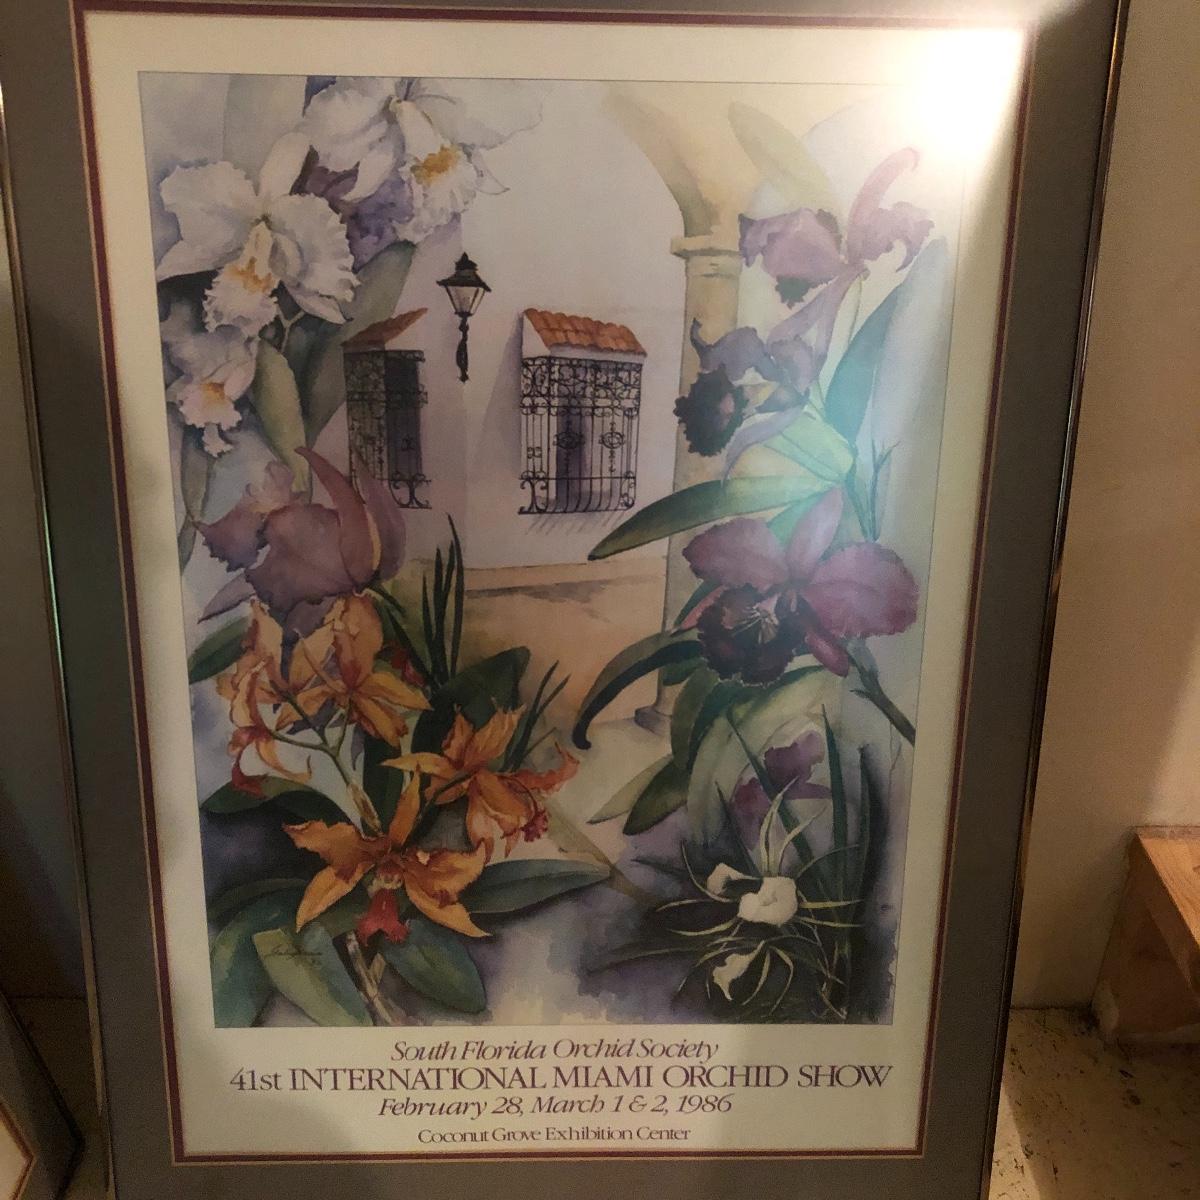 South Florida Orchid Society
41st INTERNATIONAL MIAMI ORCHID SHOW
February 28, March 1 & 2, 1986
Coconut Grove Exhibition Center